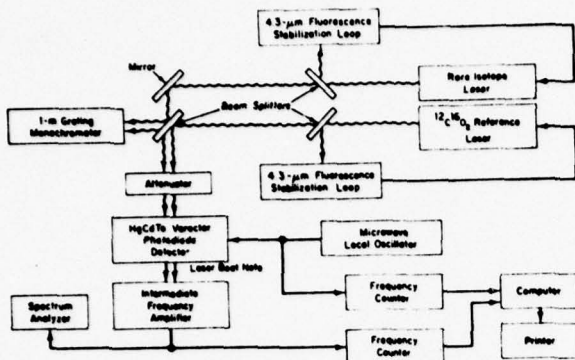 4.3-μm Fluorescence
Stabilization Loop
Mirror
Rare Isotope
Laser
Beam Splitters
1-m Grating
Monochromator
12C16O2 Reference
Laser
4.3-μm Fluorescence
Stabilization Loop
Attenuator
HgCdTe Varactor
Photodiode
Detector
Microwave
Local Oscillator
Laser Beat Note
Intermediate
Frequency
Amplifier
Spectrum
Analyzer
Frequency
Counter
Computer
Frequency
Counter
Printer